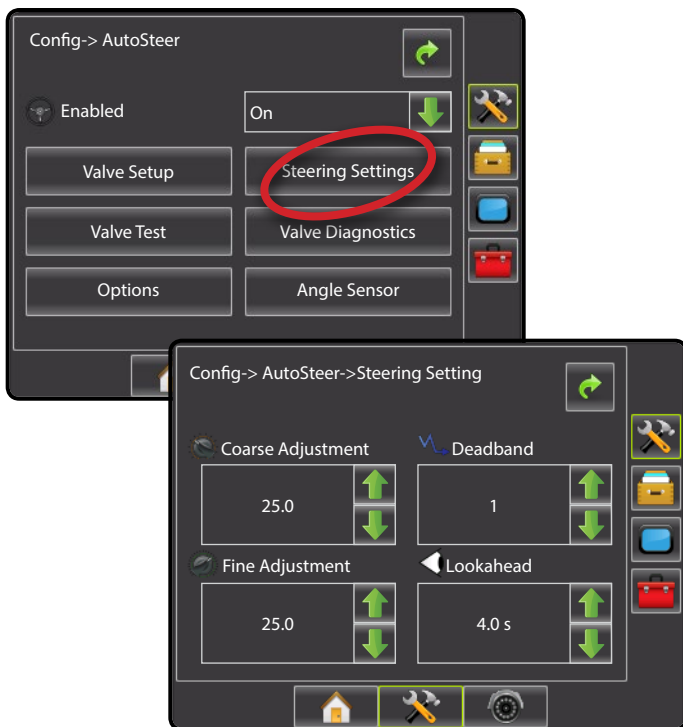 Config-> AutoSteer
Enabled
On
Valve Setup
Steering Settings
Valve Test
Valve Diagnostics
Options
Angle Sensor
Config-> AutoSteer->Steering Setting
Coarse Adjustment
Deadband
25.0
1
Fine Adjustment
Lookahead
25.0
4.0 s